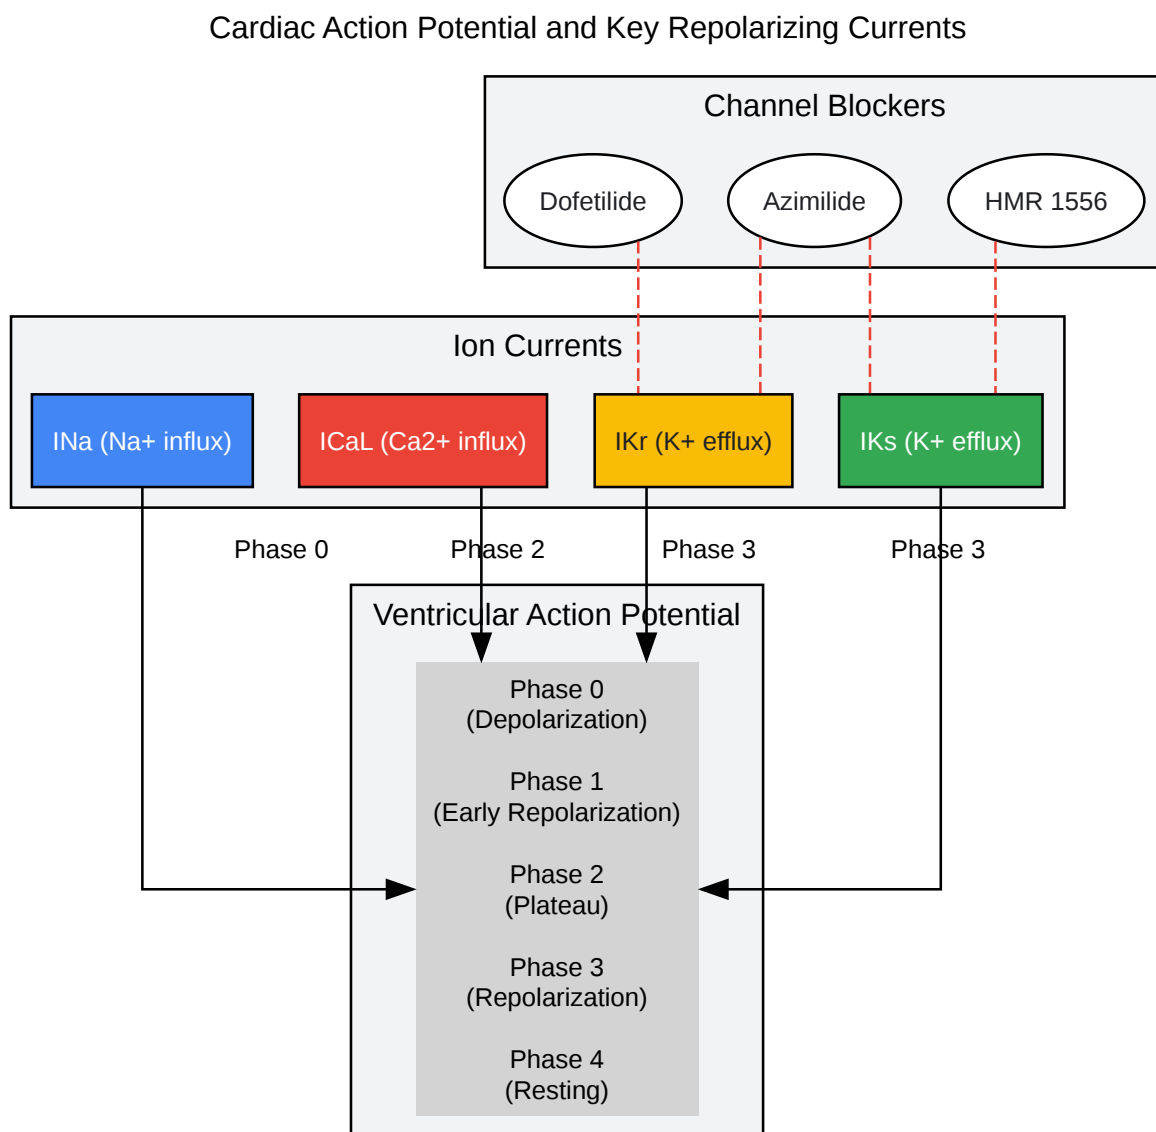 Cardiac Action Potential and Key Repolarizing Currents
Channel Blockers
Dofetilide
Azimilide
HMR 1556
Ion Currents
INa (Na+ influx)
ICaL (Ca2+ influx)
IKr (K+ efflux)
IKs (K+ efflux)
Phase 0
Phase 2
Phase 3
Phase 3
Ventricular Action Potential
Phase 0
(Depolarization)
Phase 1
(Early Repolarization)
Phase 2
(Plateau)
Phase 3
(Repolarization)
Phase 4
(Resting)